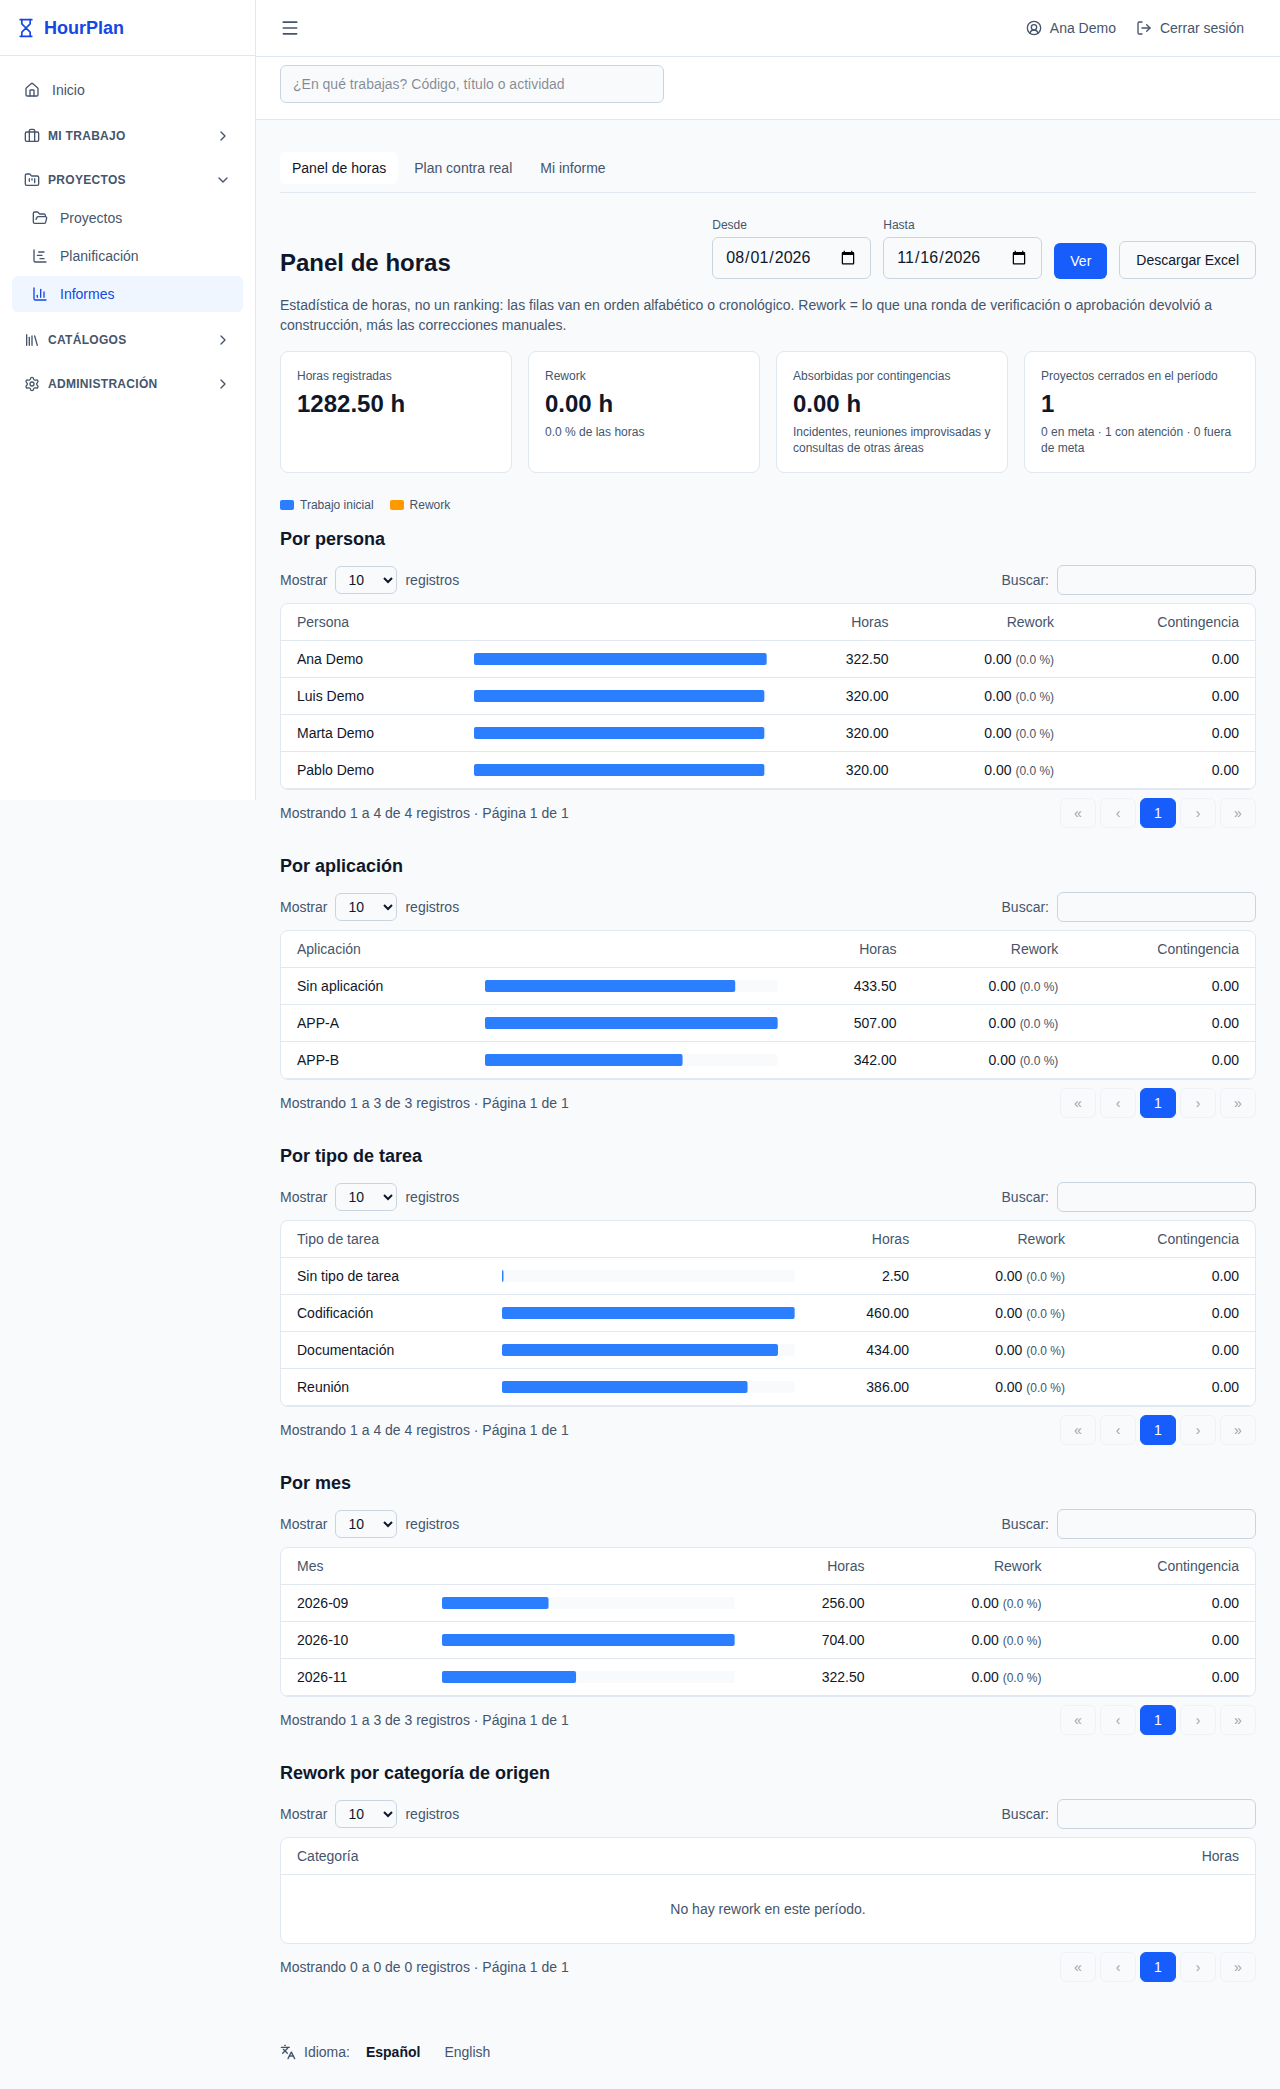 HourPlan
Ana Demo
Cerrar sesión
Inicio
MI TRABAJO
PROYECTOS
Proyectos
Planificación
Informes
CATÁLOGOS
ADMINISTRACIÓN
¿En qué trabajas? Código, título o actividad
Panel de horas Plan contra real Mi informe
Panel de horas
Desde
08/01/2026
Hasta
11/16/2026
Ver
Descargar Excel
Estadística de horas, no un ranking: las filas van en orden alfabético o cronológico. Rework = lo que una ronda de verificación o aprobación devolvió a
construcción, más las correcciones manuales.
Horas registradas
1282.50 h
Rework
0.00 h
0.0 % de las horas
Absorbidas por contingencias
0.00 h
Incidentes, reuniones improvisadas y
consultas de otras áreas
Proyectos cerrados en el período
1
0 en meta · 1 con atención · 0 fuera
de meta
Trabajo inicial Rework
Por persona
Mostrar 10 registros Buscar:
Persona Horas Rework Contingencia
Ana Demo 322.50 0.00 (0.0 %) 0.00
Luis Demo 320.00 0.00 (0.0 %) 0.00
Marta Demo 320.00 0.00 (0.0 %) 0.00
Pablo Demo 320.00 0.00 (0.0 %) 0.00
Mostrando 1 a 4 de 4 registros · Página 1 de 1 « ‹ 1 › »
Por aplicación
Mostrar 10 registros Buscar:
Aplicación Horas Rework Contingencia
Sin aplicación 433.50 0.00 (0.0 %) 0.00
APP-A 507.00 0.00 (0.0 %) 0.00
APP-B 342.00 0.00 (0.0 %) 0.00
Mostrando 1 a 3 de 3 registros · Página 1 de 1 « ‹ 1 › »
Por tipo de tarea
Mostrar 10 registros Buscar:
Tipo de tarea Horas Rework Contingencia
Sin tipo de tarea 2.50 0.00 (0.0 %) 0.00
Codificación 460.00 0.00 (0.0 %) 0.00
Documentación 434.00 0.00 (0.0 %) 0.00
Reunión 386.00 0.00 (0.0 %) 0.00
Mostrando 1 a 4 de 4 registros · Página 1 de 1 « ‹ 1 › »
Por mes
Mostrar 10 registros Buscar:
Mes Horas Rework Contingencia
2026-09 256.00 0.00 (0.0 %) 0.00
2026-10 704.00 0.00 (0.0 %) 0.00
2026-11 322.50 0.00 (0.0 %) 0.00
Mostrando 1 a 3 de 3 registros · Página 1 de 1 « ‹ 1 › »
Rework por categoría de origen
Mostrar 10 registros Buscar:
Categoría Horas
No hay rework en este período.
Mostrando 0 a 0 de 0 registros · Página 1 de 1 « ‹ 1 › »
Idioma: Español English